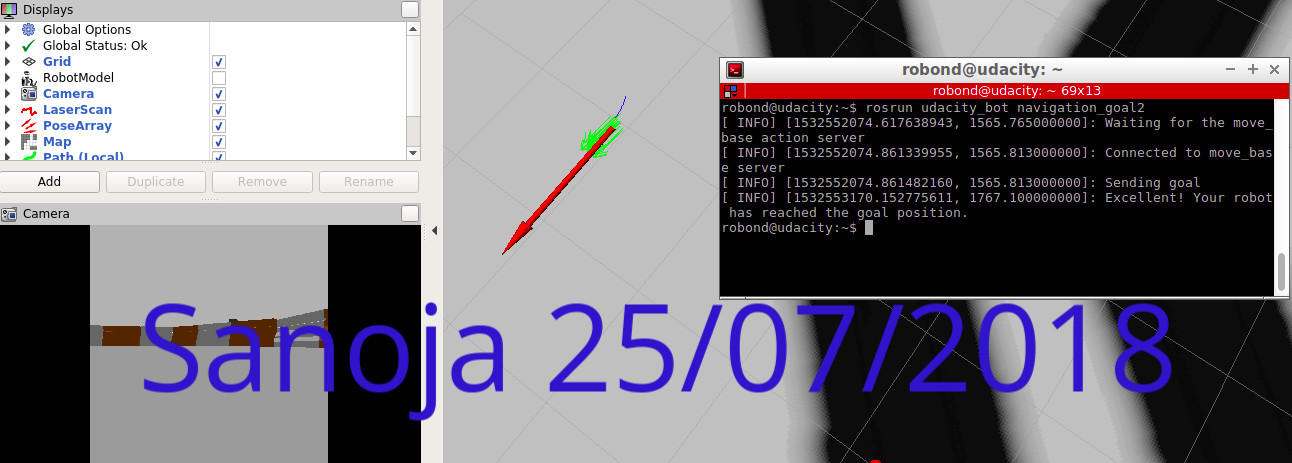 Displays
Global Options
Global Status: Ok
Grid
RobotModel
Camera
LaserScan
PoseArray
Map
Path (Local)
Add Duplicate Remove Rename
Camera
robond@udacity: ~
robond@udacity: ~ 69x13
robond@udacity:~$ rosrun udacity_bot navigation_goal2
[ INFO] [1532552074.617638943, 1565.765000000]: Waiting for the move_
base action server
[ INFO] [1532552074.861339955, 1565.813000000]: Connected to move_bas
e server
[ INFO] [1532552074.861482160, 1565.813000000]: Sending goal
[ INFO] [1532553170.152775611, 1767.100000000]: Excellent! Your robot
 has reached the goal position.
robond@udacity:~$
Sanoja 25/07/2018